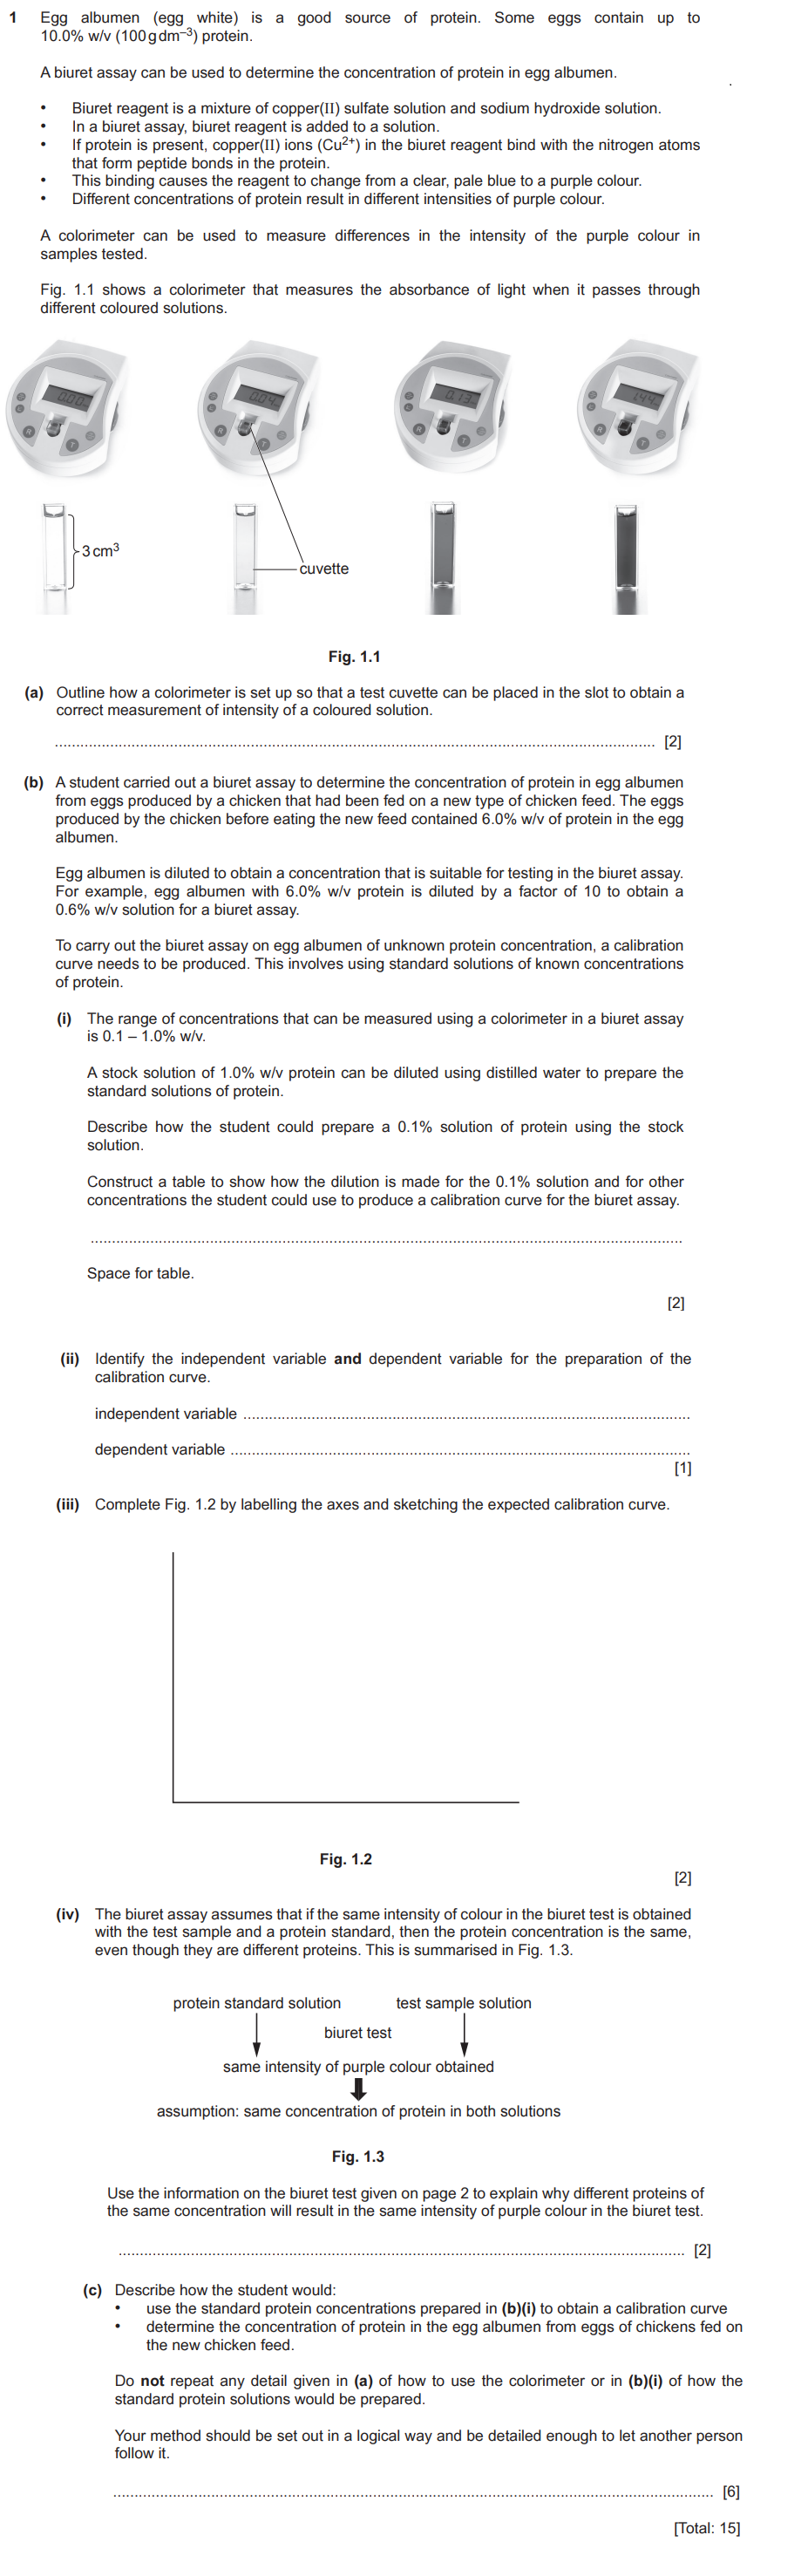 1 Egg albumen (egg white) is a good source of protein. Some eggs contain up to
10.0% w/v (100 g dm⁻³) protein.
A biuret assay can be used to determine the concentration of protein in egg albumen.
• Biuret reagent is a mixture of copper(II) sulfate solution and sodium hydroxide solution.
• In a biuret assay, biuret reagent is added to a solution.
• If protein is present, copper(II) ions (Cu²⁺) in the biuret reagent bind with the nitrogen atoms
that form peptide bonds in the protein.
• This binding causes the reagent to change from a clear, pale blue to a purple colour.
• Different concentrations of protein result in different intensities of purple colour.
A colorimeter can be used to measure differences in the intensity of the purple colour in
samples tested.
Fig. 1.1 shows a colorimeter that measures the absorbance of light when it passes through
different coloured solutions.
3 cm³
cuvette
Fig. 1.1
(a) Outline how a colorimeter is set up so that a test cuvette can be placed in the slot to obtain a
correct measurement of intensity of a coloured solution.
[2]
(b) A student carried out a biuret assay to determine the concentration of protein in egg albumen
from eggs produced by a chicken that had been fed on a new type of chicken feed. The eggs
produced by the chicken before eating the new feed contained 6.0% w/v of protein in the egg
albumen.
Egg albumen is diluted to obtain a concentration that is suitable for testing in the biuret assay.
For example, egg albumen with 6.0% w/v protein is diluted by a factor of 10 to obtain a
0.6% w/v solution for a biuret assay.
To carry out the biuret assay on egg albumen of unknown protein concentration, a calibration
curve needs to be produced. This involves using standard solutions of known concentrations
of protein.
(i) The range of concentrations that can be measured using a colorimeter in a biuret assay
is 0.1 – 1.0% w/v.
A stock solution of 1.0% w/v protein can be diluted using distilled water to prepare the
standard solutions of protein.
Describe how the student could prepare a 0.1% solution of protein using the stock
solution.
Construct a table to show how the dilution is made for the 0.1% solution and for other
concentrations the student could use to produce a calibration curve for the biuret assay.
Space for table.
[2]
(ii) Identify the independent variable and dependent variable for the preparation of the
calibration curve.
independent variable
dependent variable
[1]
(iii) Complete Fig. 1.2 by labelling the axes and sketching the expected calibration curve.
Fig. 1.2
[2]
(iv) The biuret assay assumes that if the same intensity of colour in the biuret test is obtained
with the test sample and a protein standard, then the protein concentration is the same,
even though they are different proteins. This is summarised in Fig. 1.3.
protein standard solution test sample solution
biuret test
same intensity of purple colour obtained
assumption: same concentration of protein in both solutions
Fig. 1.3
Use the information on the biuret test given on page 2 to explain why different proteins of
the same concentration will result in the same intensity of purple colour in the biuret test.
[2]
(c) Describe how the student would:
• use the standard protein concentrations prepared in (b)(i) to obtain a calibration curve
• determine the concentration of protein in the egg albumen from eggs of chickens fed on
the new chicken feed.
Do not repeat any detail given in (a) of how to use the colorimeter or in (b)(i) of how the
standard protein solutions would be prepared.
Your method should be set out in a logical way and be detailed enough to let another person
follow it.
[6]
[Total: 15]